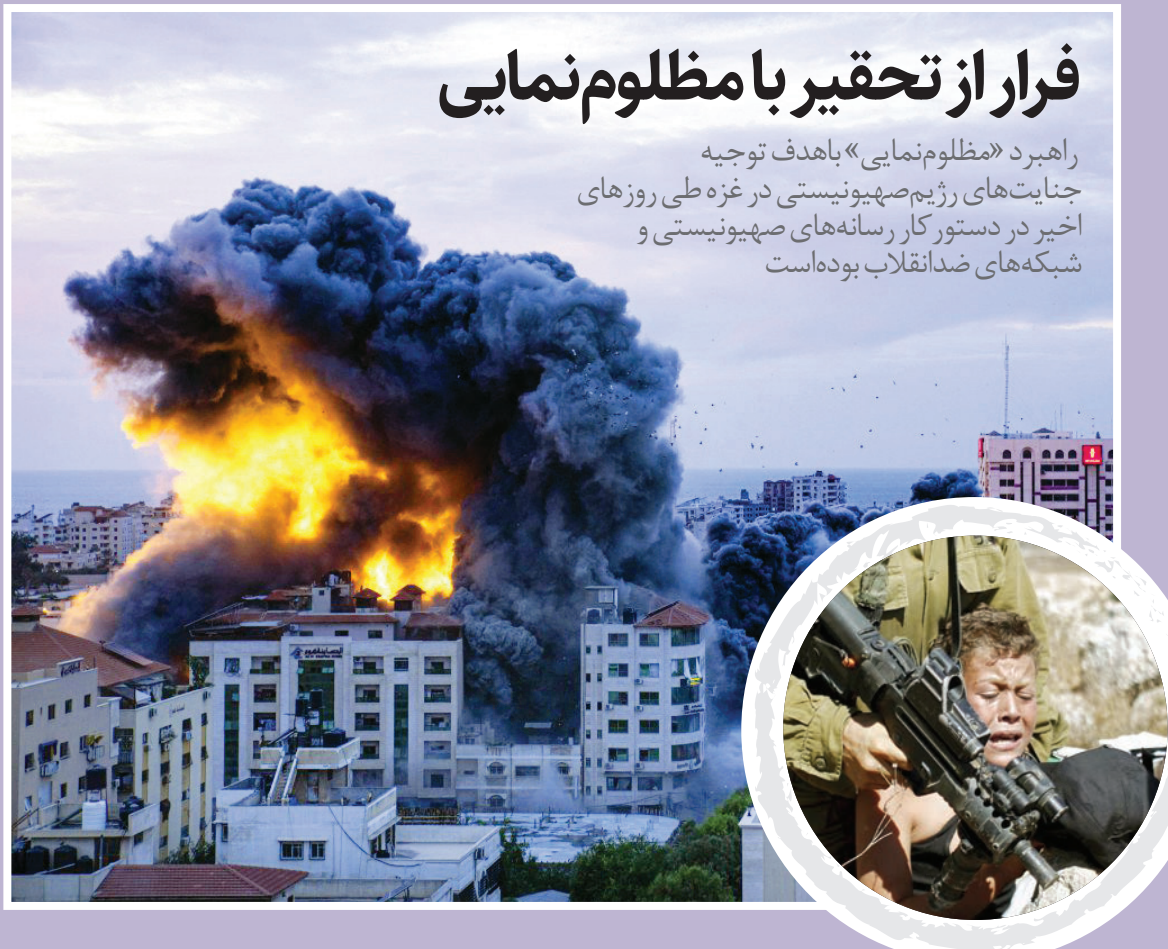 فرار از تحقیر با مظلوم‌نمایی
راهبرد «مظلوم‌نمایی» باهدف توجیه
جنایت‌های رژیم‌صهیونیستی در غزه طی روزهای
اخیر در دستور کار رسانه‌های صهیونیستی و
شبکه‌های ضدانقلاب بوده‌است